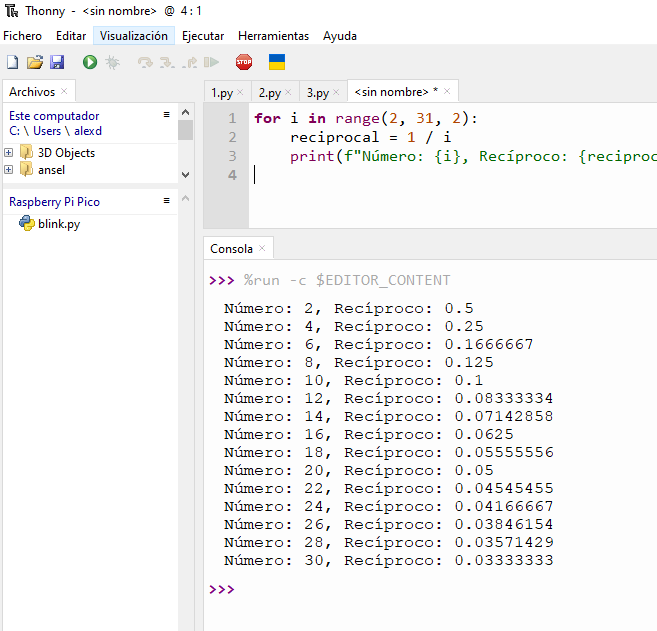 Thonny - <sin nombre> @ 4 : 1
Fichero Editar Visualización Ejecutar Herramientas Ayuda
STOP
Archivos
Este computador
C: \ Users \ alexd
3D Objects
ansel
Raspberry Pi Pico
blink.py
1.py 2.py 3.py <sin nombre> *
1 for i in range(2, 31, 2):
2 reciprocal = 1 / i
3 print(f"Número: {i}, Recíproco: {reciproc
4
Consola
>>> %run -c $EDITOR_CONTENT
Número: 2, Recíproco: 0.5
Número: 4, Recíproco: 0.25
Número: 6, Recíproco: 0.1666667
Número: 8, Recíproco: 0.125
Número: 10, Recíproco: 0.1
Número: 12, Recíproco: 0.08333334
Número: 14, Recíproco: 0.07142858
Número: 16, Recíproco: 0.0625
Número: 18, Recíproco: 0.05555556
Número: 20, Recíproco: 0.05
Número: 22, Recíproco: 0.04545455
Número: 24, Recíproco: 0.04166667
Número: 26, Recíproco: 0.03846154
Número: 28, Recíproco: 0.03571429
Número: 30, Recíproco: 0.03333333
>>>